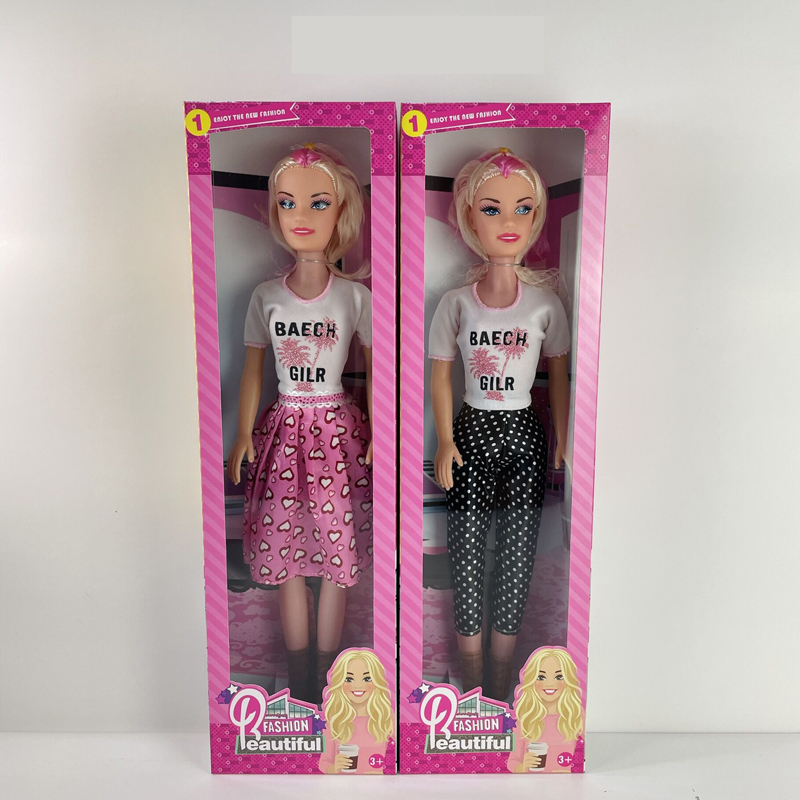 1 ENJOY THE NEW FASHION
BAECH
GILR
FASHION
Beautiful
3+
1 ENJOY THE NEW FASHION
BAECH
GILR
FASHION
Beautiful
3+